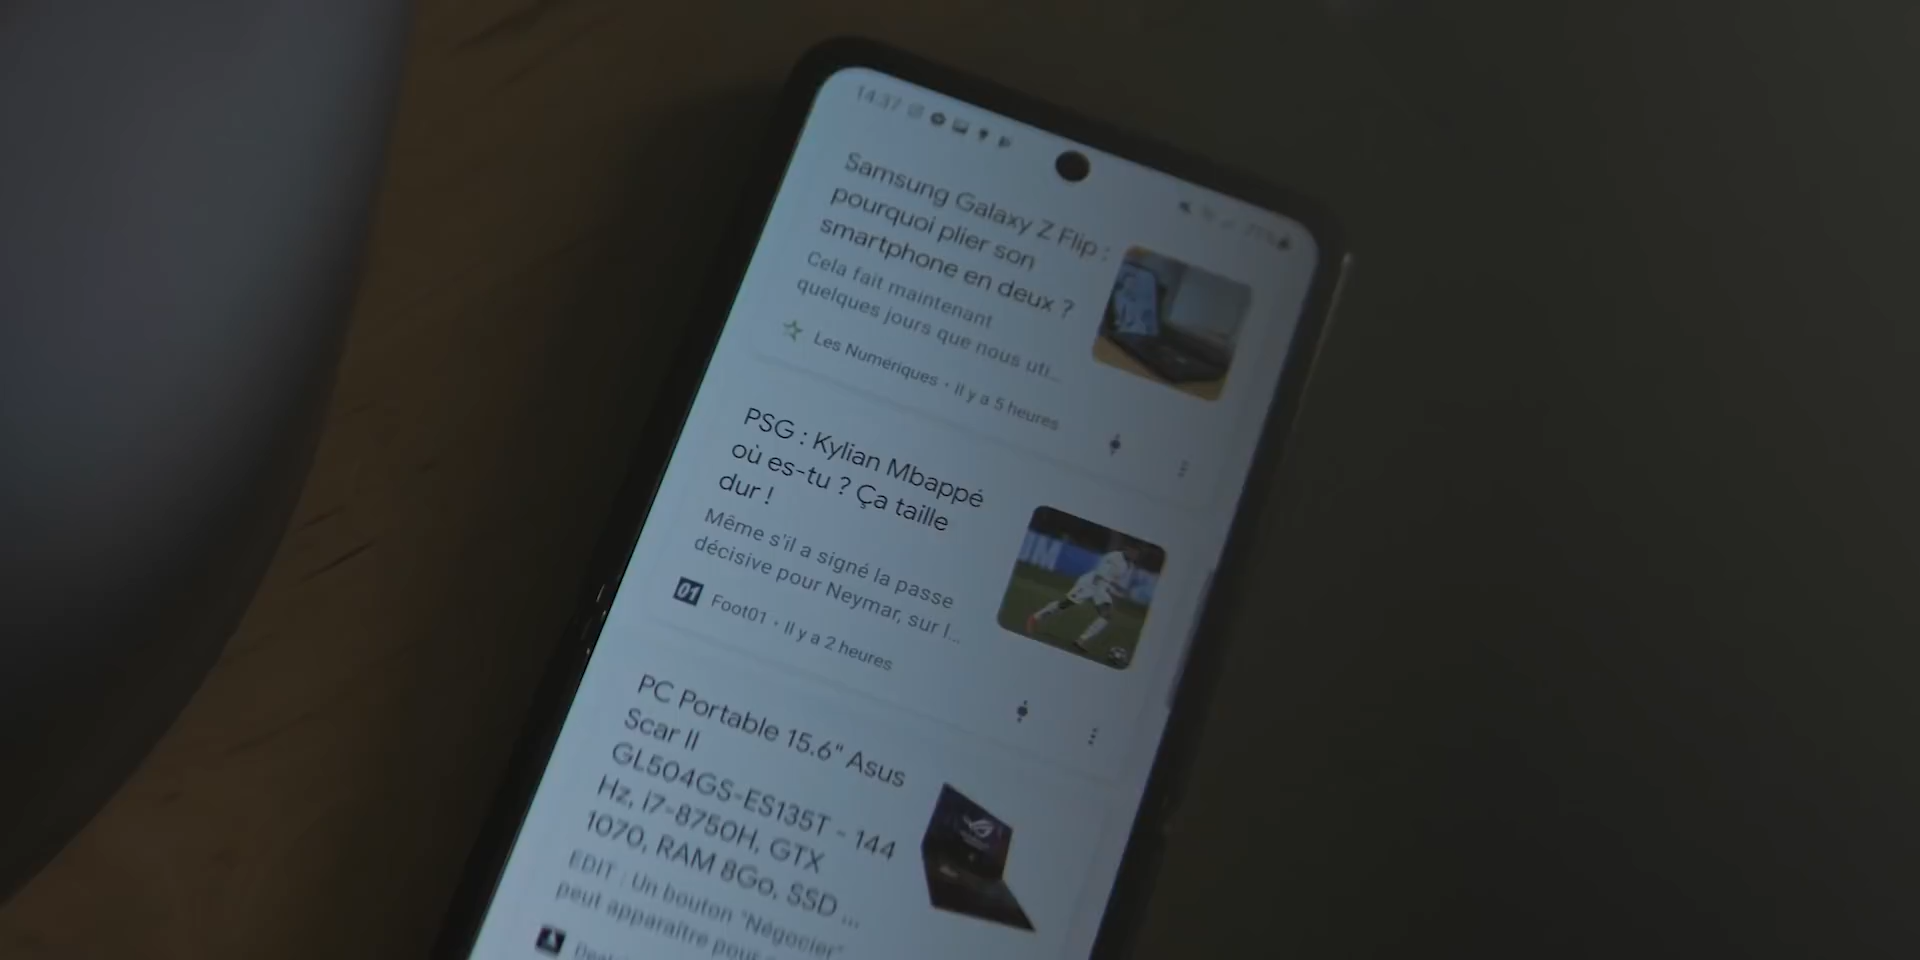 14:37
Samsung Galaxy Z Flip :
pourquoi plier son
smartphone en deux ?
Cela fait maintenant
quelques jours que nous uti...
Les Numeriques • Il y a 5 heures
PSG : Kylian Mbappé
où es-tu ? Ça taille
dur !
Même s'il a signé la passe
décisive pour Neymar, sur l...
01 Foot01 • Il y a 2 heures
PC Portable 15.6" Asus
Scar II
GL504GS-ES135T - 144
Hz, i7-8750H, GTX
1070, RAM 8Go, SSD ...
EDIT : Un bouton "Négocier"
peut apparaître pour